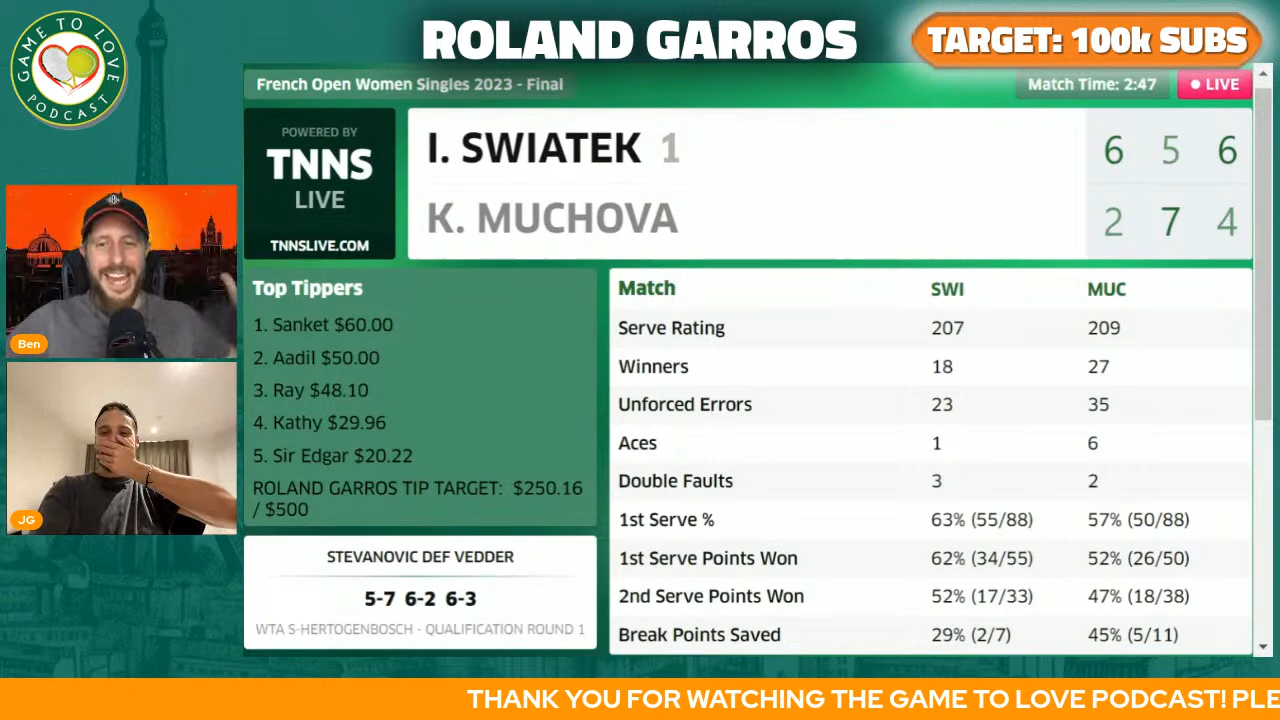 GAME TO LOVE
PODCAST
ROLAND GARROS
TARGET: 100k SUBS
French Open Women Singles 2023 - Final
Match Time: 2:47
LIVE
POWERED BY
TNNS
LIVE
TNNSLIVE.COM
I. SWIATEK 1 6 5 6
K. MUCHOVA 2 7 4
Ben
JG
Top Tippers
1. Sanket $60.00
2. Aadil $50.00
3. Ray $48.10
4. Kathy $29.96
5. Sir Edgar $20.22
ROLAND GARROS TIP TARGET: $250.16
/ $500
STEVANOVIC DEF VEDDER
5-7 6-2 6-3
WTA S-HERTOGENBOSCH - QUALIFICATION ROUND 1
Match SWI MUC
Serve Rating 207 209
Winners 18 27
Unforced Errors 23 35
Aces 1 6
Double Faults 3 2
1st Serve % 63% (55/88) 57% (50/88)
1st Serve Points Won 62% (34/55) 52% (26/50)
2nd Serve Points Won 52% (17/33) 47% (18/38)
Break Points Saved 29% (2/7) 45% (5/11)
THANK YOU FOR WATCHING THE GAME TO LOVE PODCAST! PLE